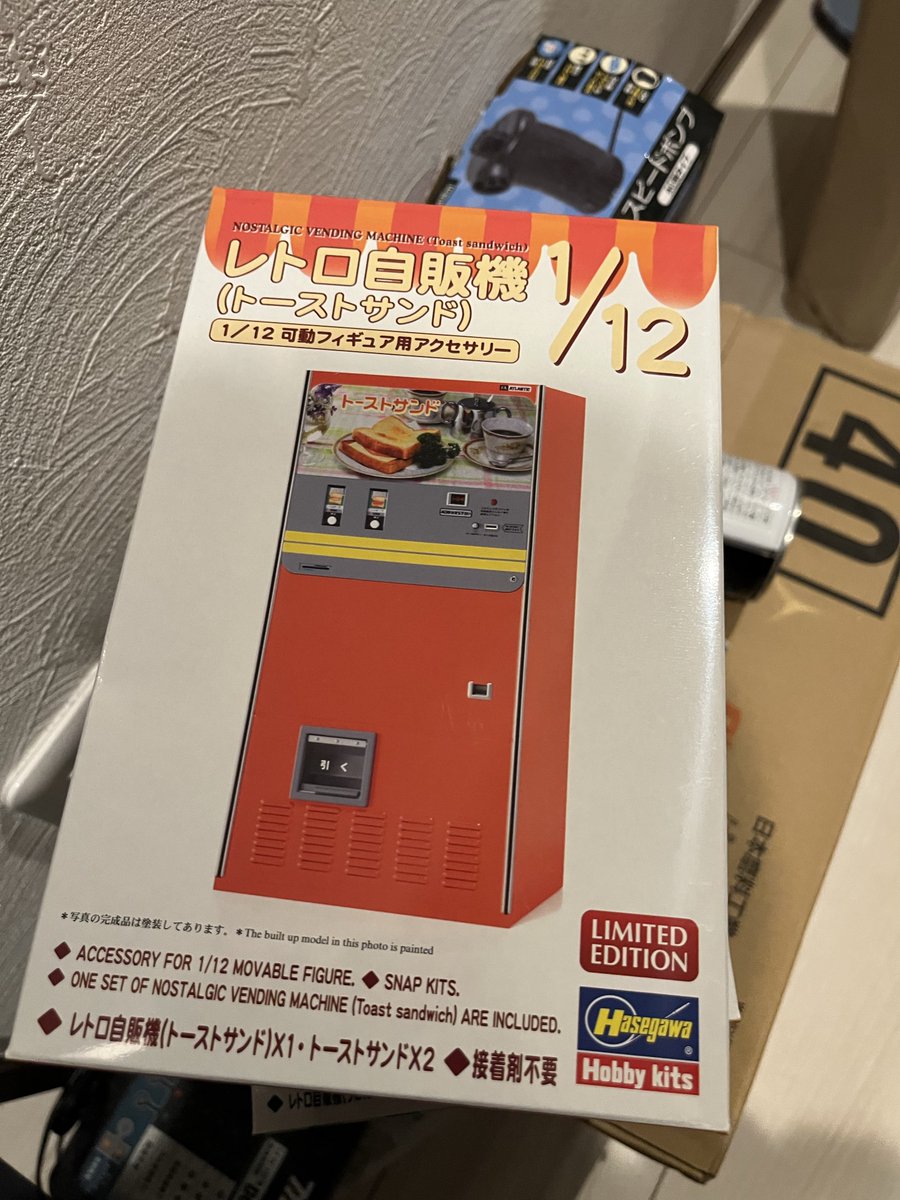 スピードポンプ
NOSTALGIC VENDING MACHINE (Toast sandwich)
レトロ自販機
(トーストサンド)
1/12
1/12 可動フィギュア用アクセサリー
ATLANTIC
トーストサンド
引く
40
*写真の完成品は塗装してあります。 *The built up model in this photo is painted
◆ ACCESSORY FOR 1/12 MOVABLE FIGURE. ◆ SNAP KITS.
◆ ONE SET OF NOSTALGIC VENDING MACHINE (Toast sandwich) ARE INCLUDED.
◆ レトロ自販機(トーストサンド)X1・トーストサンドX2 ◆接着剤不要
LIMITED
EDITION
Hasegawa
Hobby kits